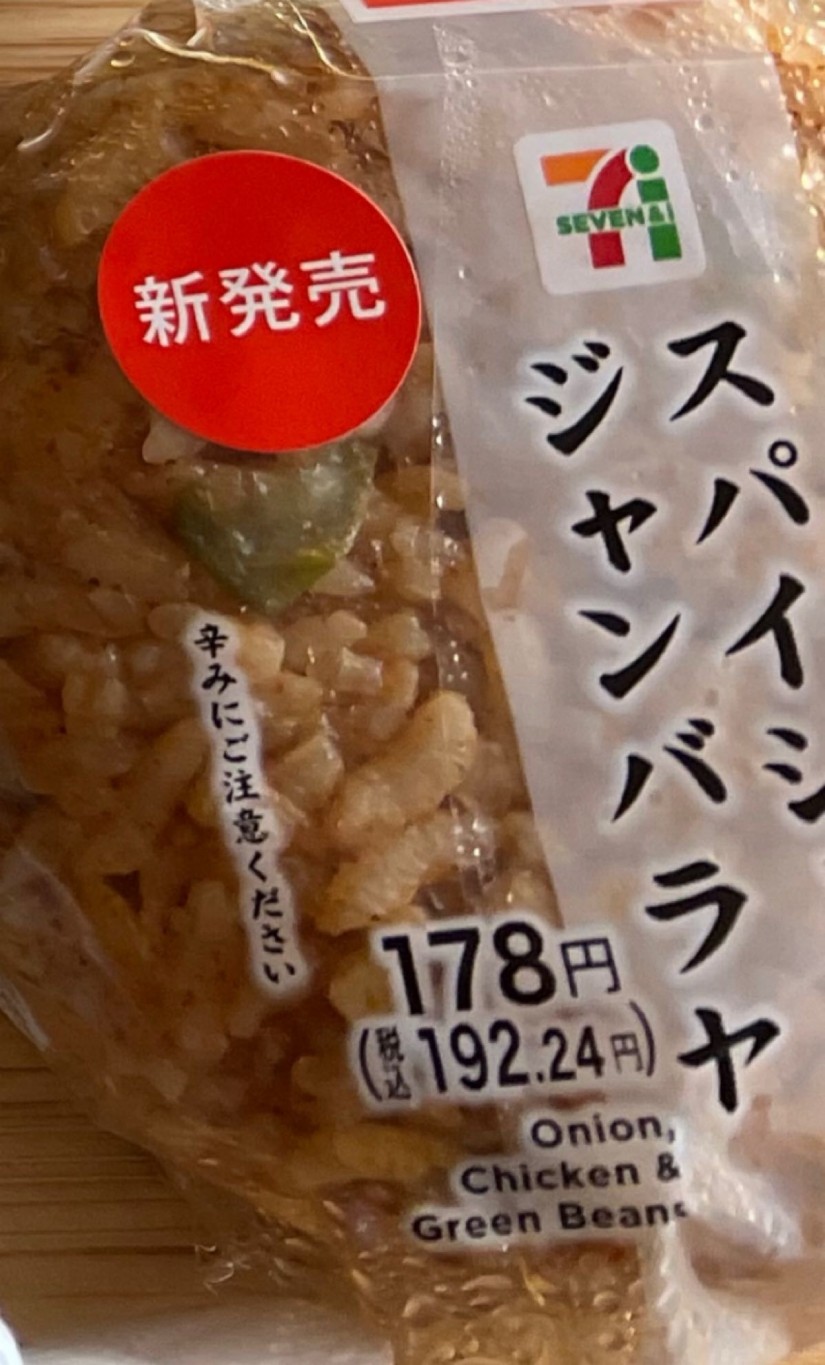 新発売
SEVEN&i
スパイシ
ジャンバラヤ
辛みにご注意ください
178円
(税込192.24円)
Onion,
Chicken &
Green Beans